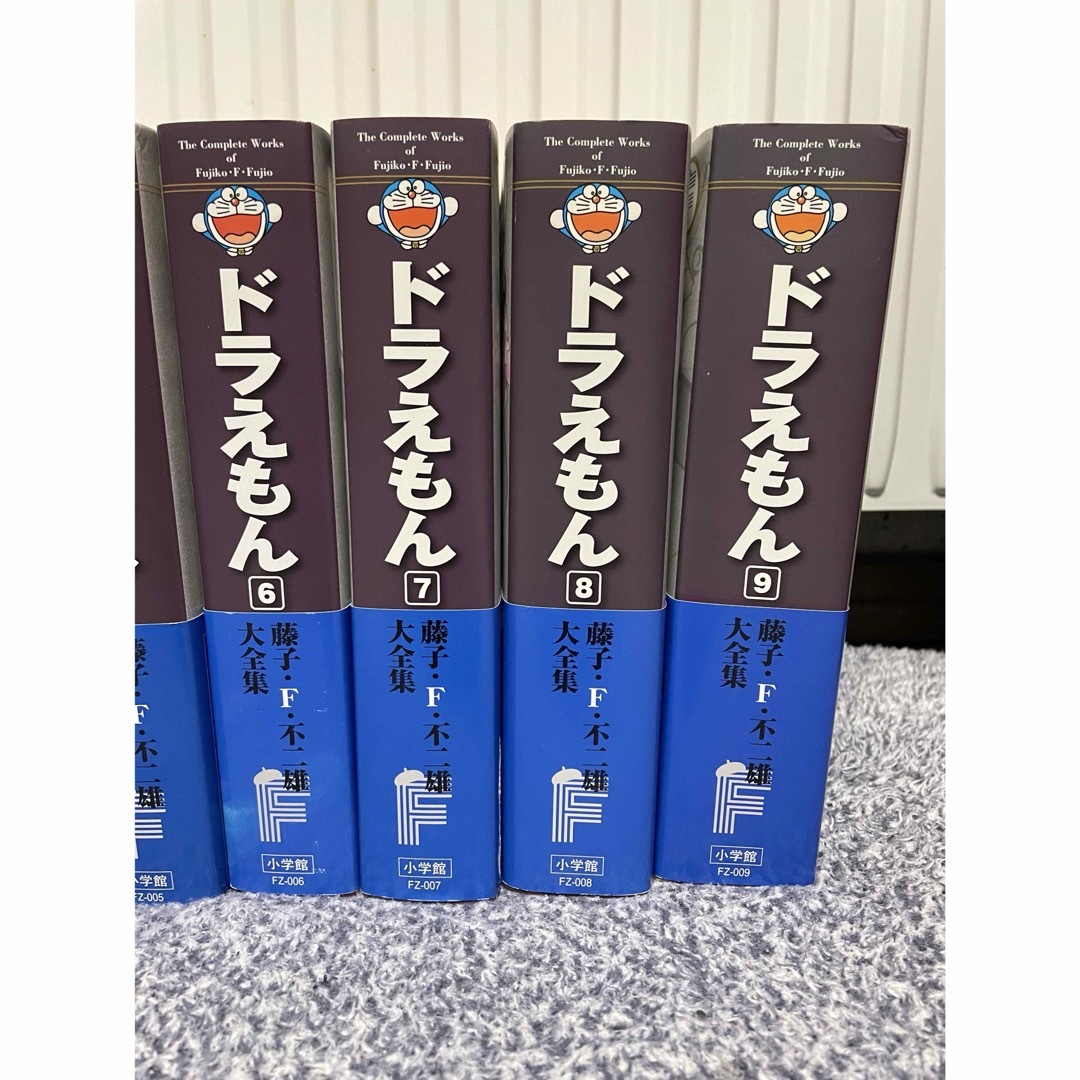 藤子・F・不二雄
小学館
FZ-005
The Complete Works
of
Fujiko・F・Fujio
ドラえもん
6
藤子・F・不二雄
大全集
小学館
FZ-006
The Complete Works
of
Fujiko・F・Fujio
ドラえもん
7
藤子・F・不二雄
大全集
小学館
FZ-007
The Complete Works
of
Fujiko・F・Fujio
ドラえもん
8
藤子・F・不二雄
大全集
小学館
FZ-008
The Complete Works
of
Fujiko・F・Fujio
ドラえもん
9
藤子・F・不二雄
大全集
小学館
FZ-009